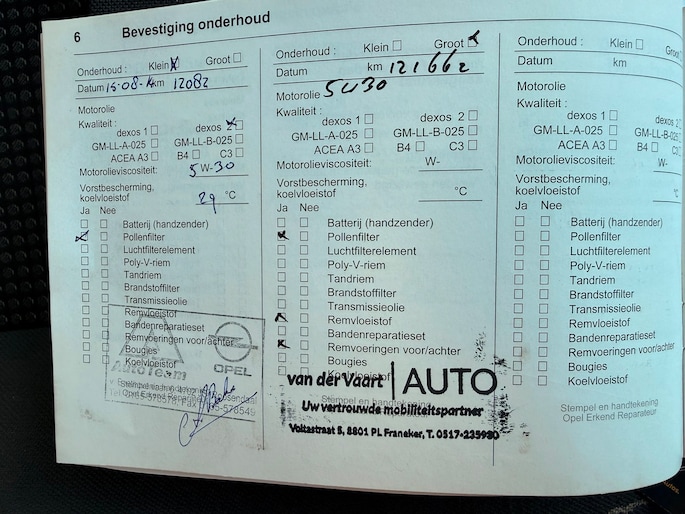 6 Bevestiging onderhoud
Onderhoud : Klein Groot
Datum 15-08-14 km 12082
Motorolie
Kwaliteit :
dexos 1 dexos 2
GM-LL-A-025 GM-LL-B-025
ACEA A3 B4 C3
Motorolieviscositeit: 5 W-30
Vorstbescherming,
koelvloeistof 29 °C
Ja Nee
Batterij (handzender)
Pollenfilter
Luchtfilterelement
Poly-V-riem
Tandriem
Brandstoffilter
Transmissieolie
Remvloeistof
Bandenreparatieset
Remvoeringen voor/achter
Bougies
Koelvloeistof
AutoTeam
OPEL
Onderhoud : Klein Groot
Datum km 121662
Motorolie 5W30
Kwaliteit :
dexos 1 dexos 2
GM-LL-A-025 GM-LL-B-025
ACEA A3 B4 C3
Motorolieviscositeit: W-
Vorstbescherming,
koelvloeistof °C
Ja Nee
Batterij (handzender)
Pollenfilter
Luchtfilterelement
Poly-V-riem
Tandriem
Brandstoffilter
Transmissieolie
Remvloeistof
Bandenreparatieset
Remvoeringen voor/achter
Bougies
Koelvloeistof
van der Vaart | AUTO
Stempel en handtekening
Uw vertrouwde mobiliteitspartner
Voltastraat 5, 8801 PL Franeker, T. 0517-235930
Onderhoud : Klein Groot
Datum km
Motorolie
Kwaliteit :
dexos 1 dexos 2
GM-LL-A-025 GM-LL-B-025
ACEA A3 B4 C3
Motorolieviscositeit: W-
Vorstbescherming,
koelvloeistof °C
Ja Nee
Batterij (handzender)
Pollenfilter
Luchtfilterelement
Poly-V-riem
Tandriem
Brandstoffilter
Transmissieolie
Remvloeistof
Bandenreparatieset
Remvoeringen voor/achter
Bougies
Koelvloeistof
Stempel en handtekening
Opel Erkend Reparateur